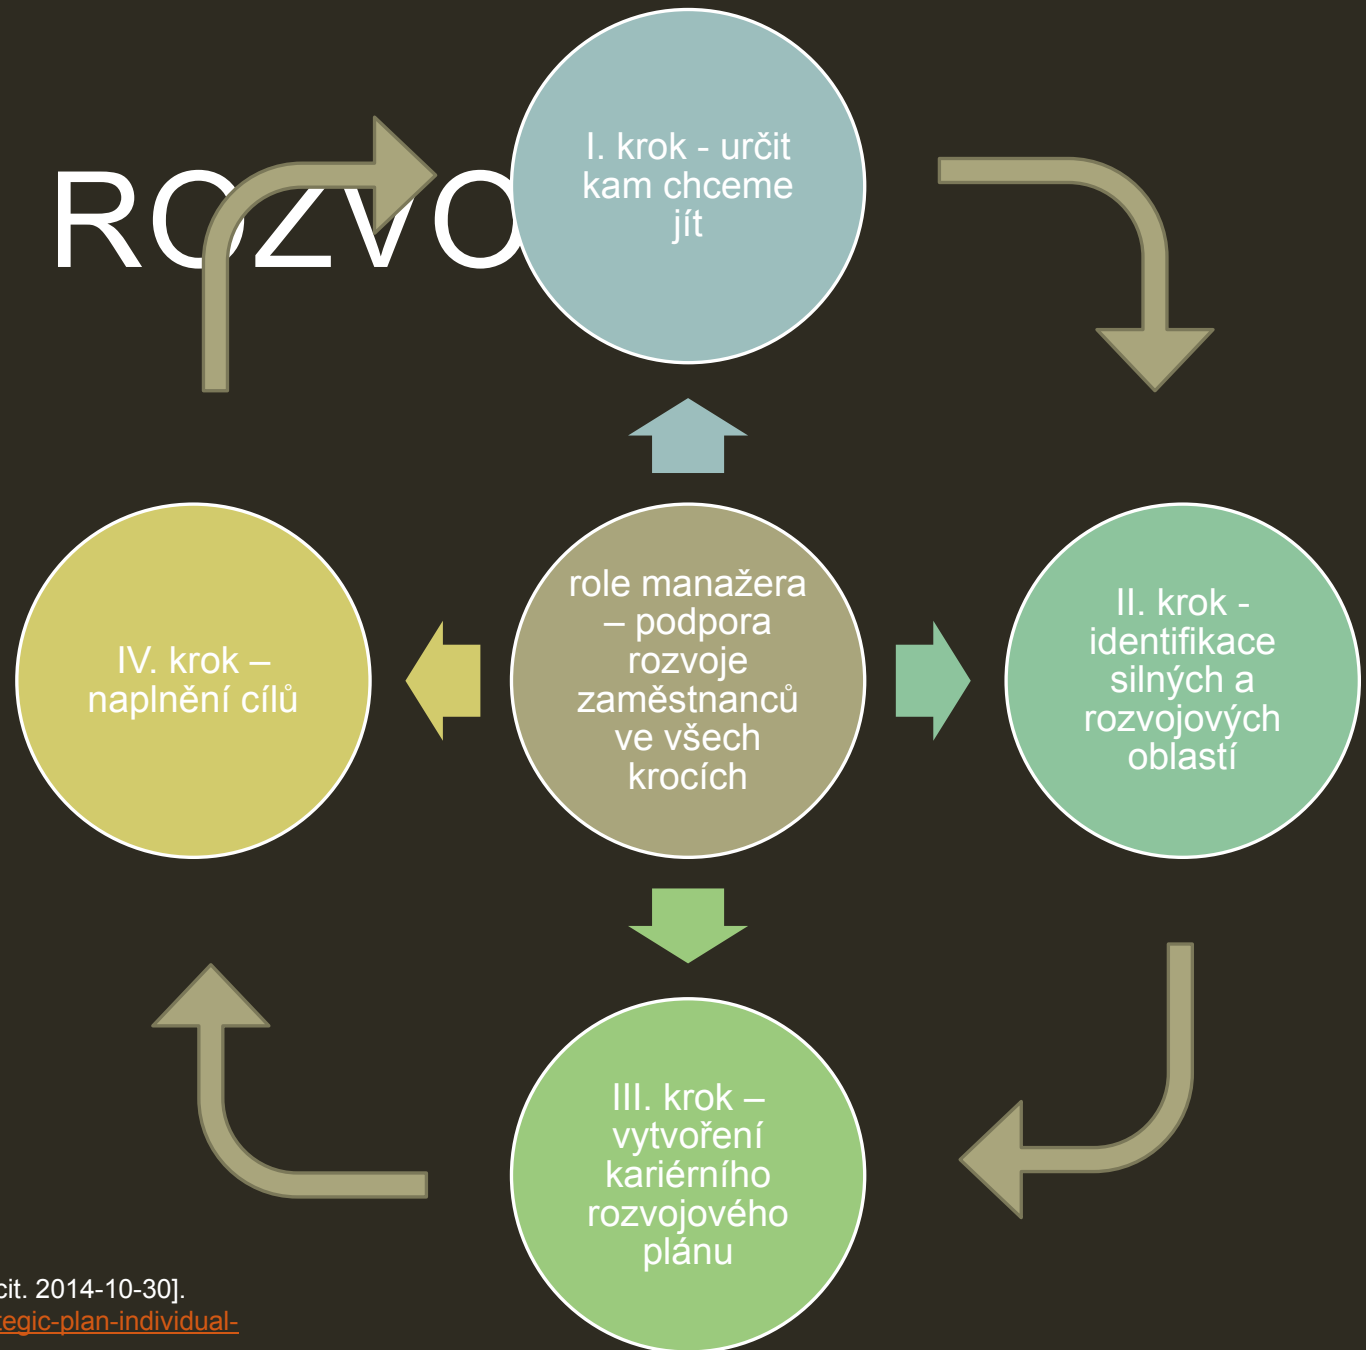 ROZVO
I. krok - určit
kam chceme
jít
II. krok -
identifikace
silných a
rozvojových
oblastí
role manažera
– podpora
rozvoje
zaměstnanců
ve všech
krocích
IV. krok –
naplnění cílů
III. krok –
vytvoření
kariérního
rozvojového
plánu
cit. 2014-10-30].
tegic-plan-individual-